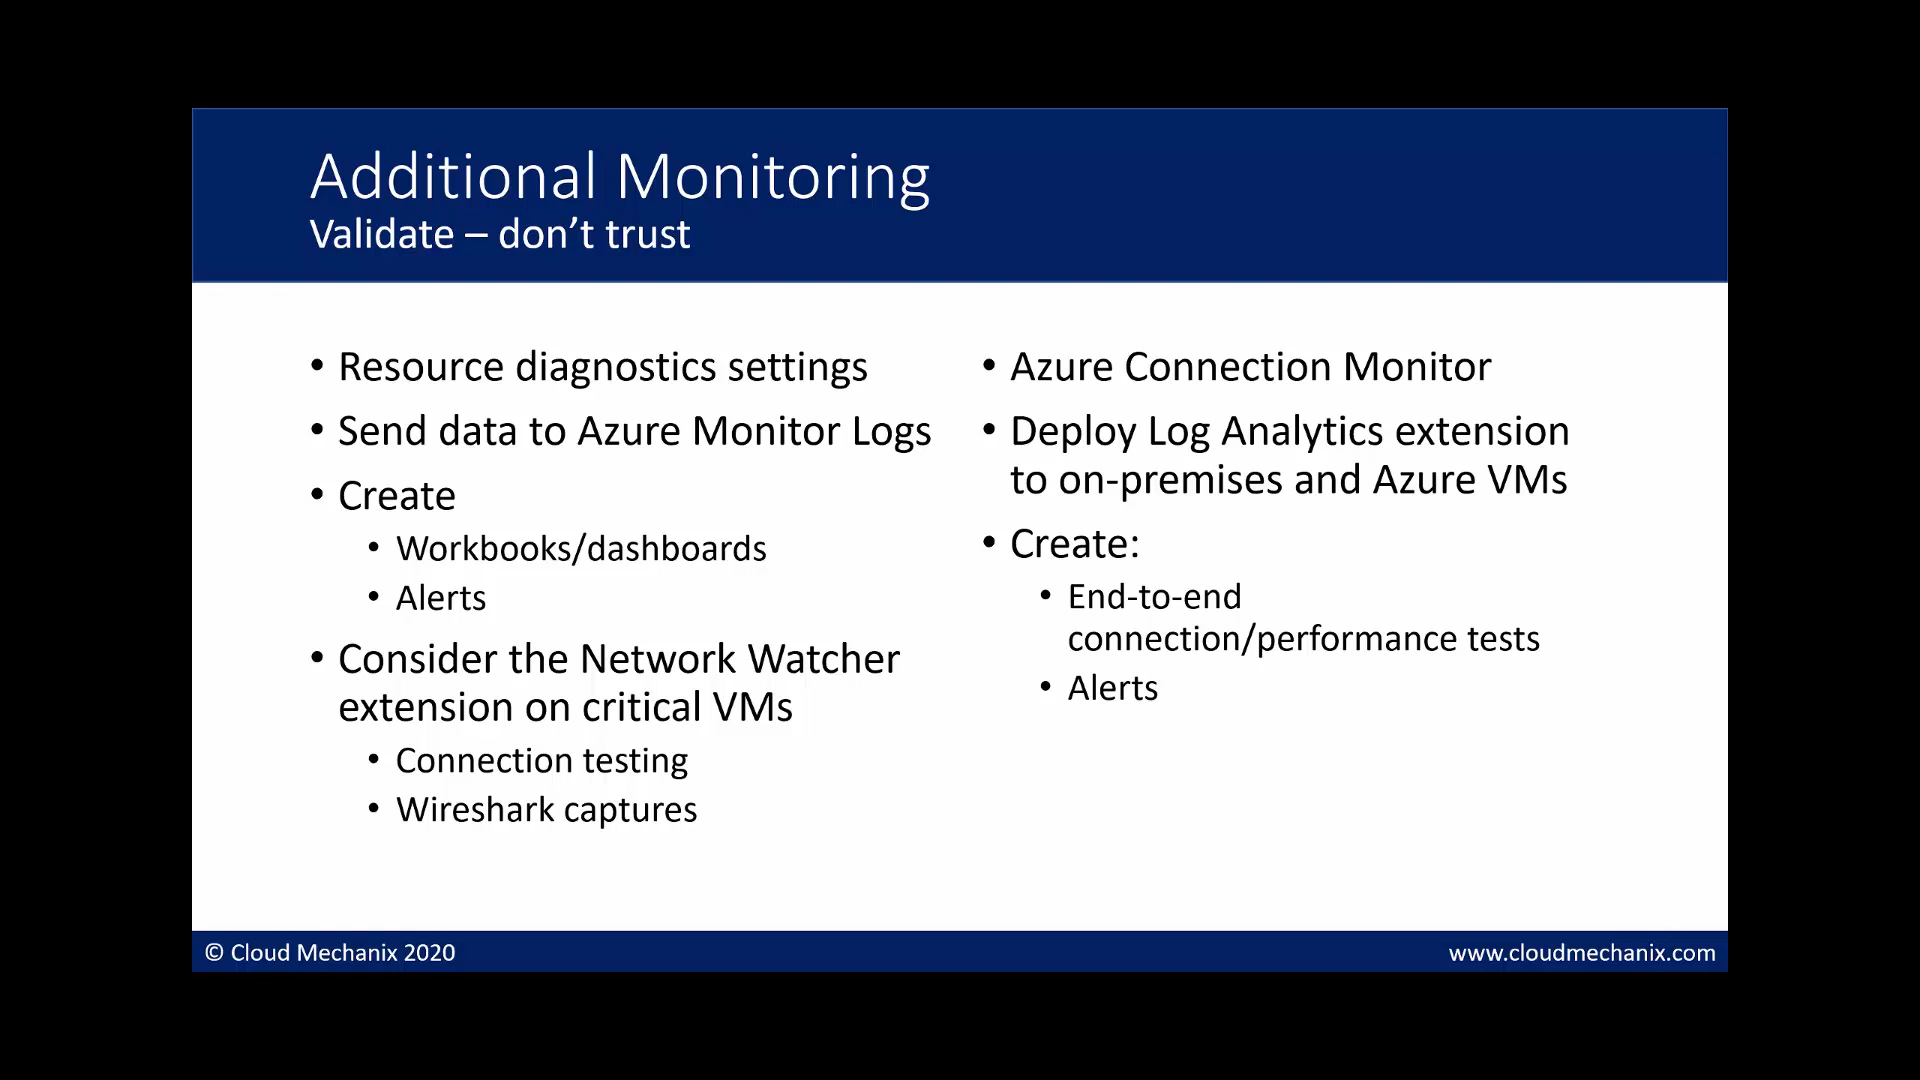 Additional Monitoring
Validate – don’t trust
• Resource diagnostics settings
• Send data to Azure Monitor Logs
• Create
• Workbooks/dashboards
• Alerts
• Consider the Network Watcher
extension on critical VMs
• Connection testing
• Wireshark captures
• Azure Connection Monitor
• Deploy Log Analytics extension
to on-premises and Azure VMs
• Create:
• End-to-end
connection/performance tests
• Alerts
© Cloud Mechanix 2020
www.cloudmechanix.com